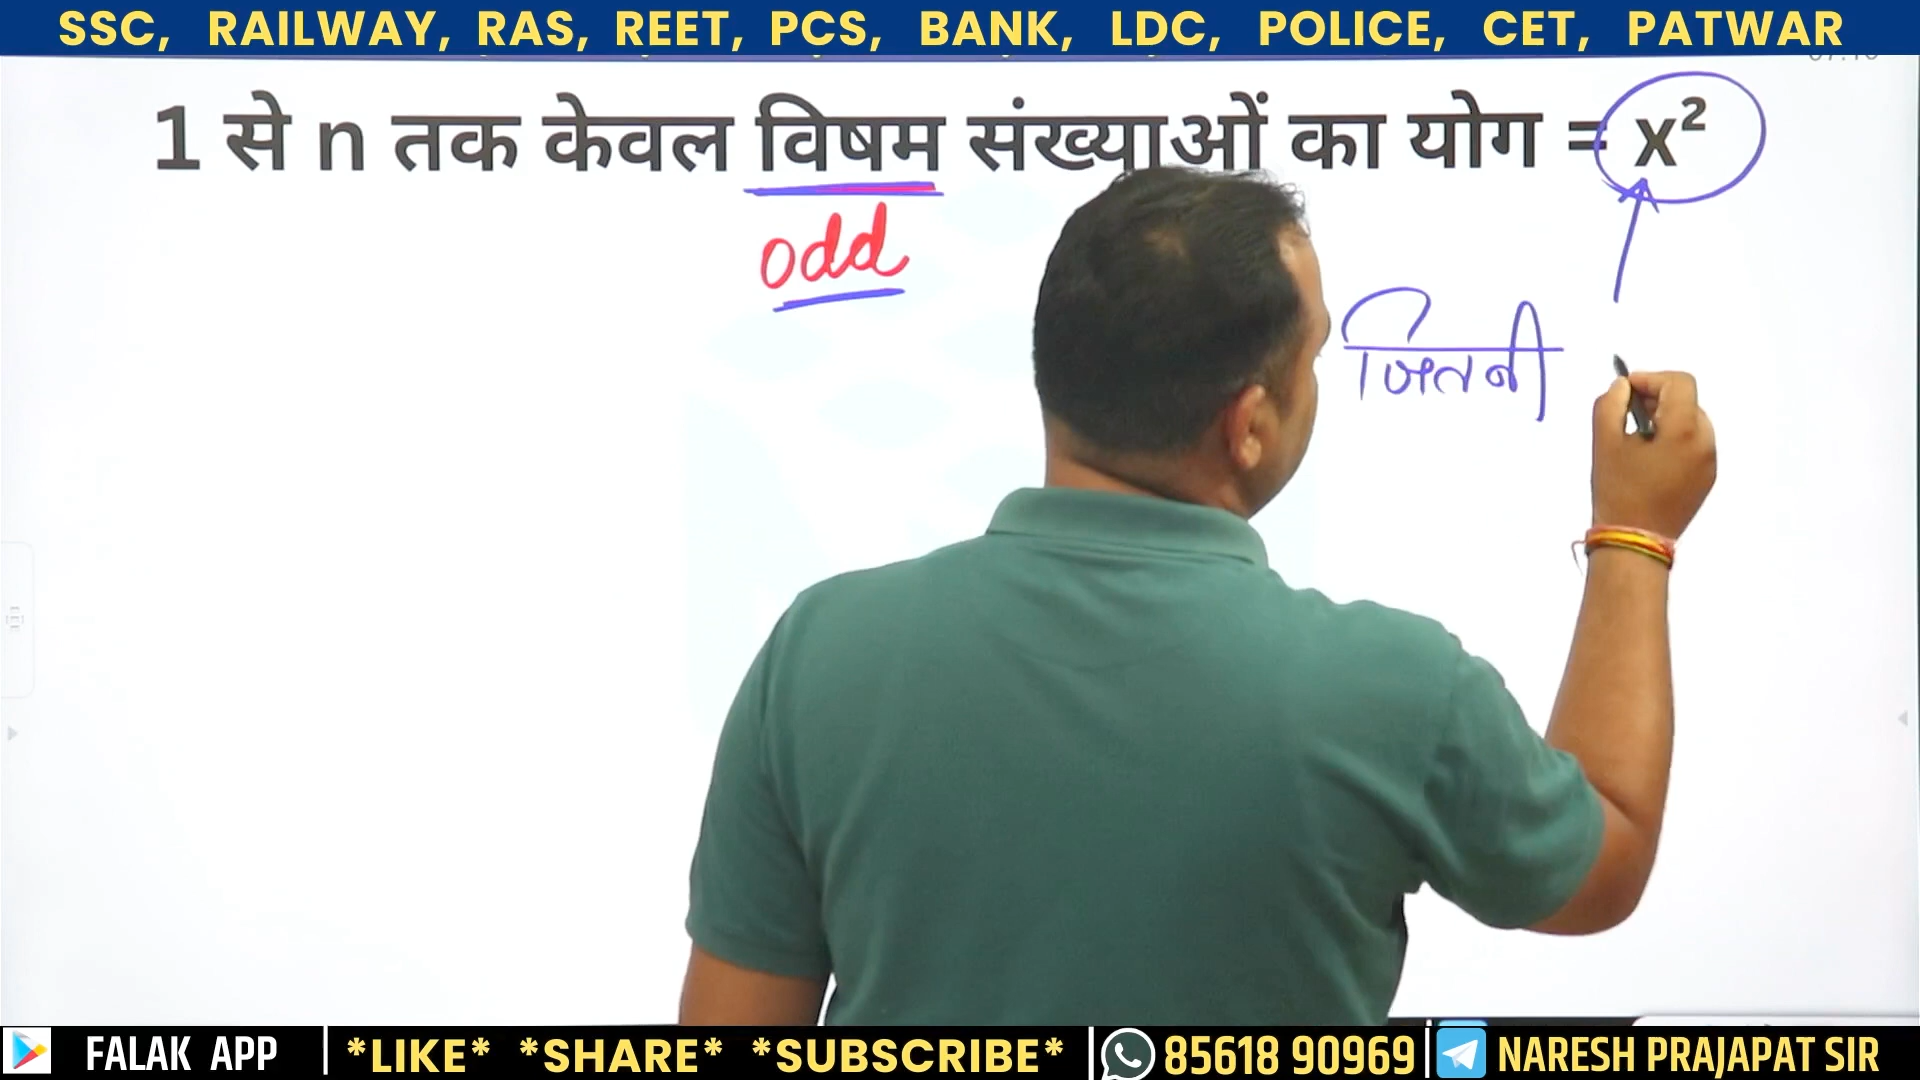 SSC, RAILWAY, RAS, REET, PCS, BANK, LDC, POLICE, CET, PATWAR
1 से n तक केवल विषम संख्याओं का योग = x²
odd
जितनी
FALAK APP | *LIKE* *SHARE* *SUBSCRIBE* | 85618 90969 | NARESH PRAJAPAT SIR